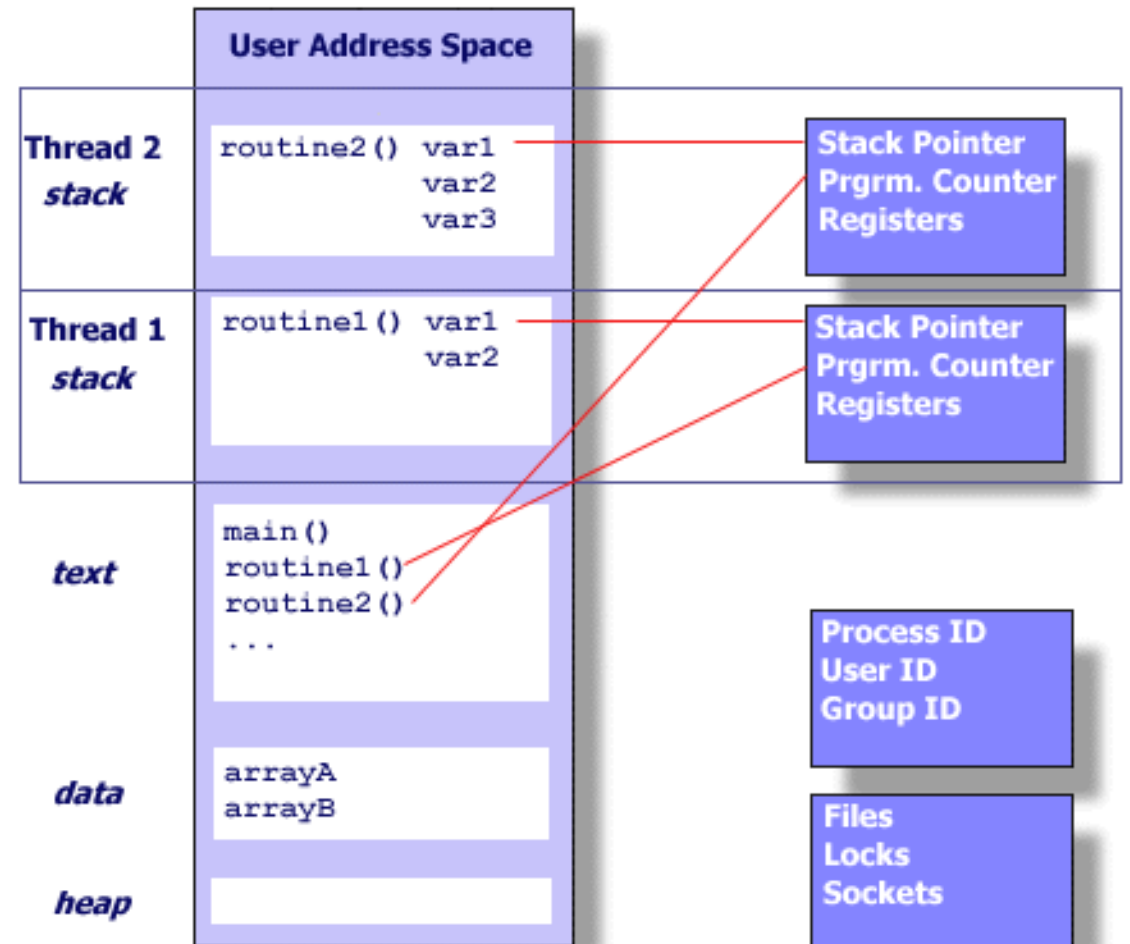 User Address Space
Thread 2
stack
routine2() var1
var2
var3
Stack Pointer
Prgrm. Counter
Registers
Thread 1
stack
routine1() var1
var2
Stack Pointer
Prgrm. Counter
Registers
text
main()
routine1()
routine2()
...
Process ID
User ID
Group ID
data
arrayA
arrayB
Files
Locks
Sockets
heap